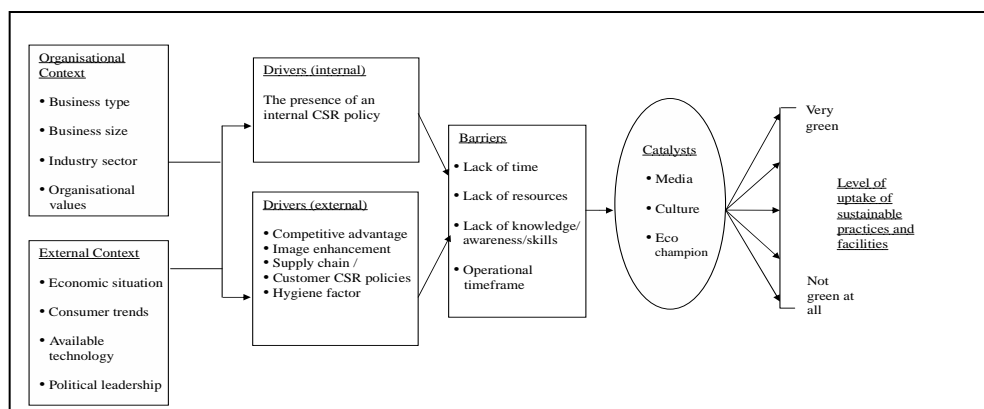 Organisational
Context
• Business type
• Business size
• Industry sector
• Organisational
values
External Context
• Economic situation
• Consumer trends
• Available
technology
• Political leadership
Drivers (internal)
The presence of an
internal CSR policy
Drivers (external)
• Competitive advantage
• Image enhancement
• Supply chain /
• Customer CSR policies
• Hygiene factor
Barriers
• Lack of time
• Lack of resources
• Lack of knowledge/
awareness/skills
• Operational
timeframe
Catalysts
• Media
• Culture
• Eco
champion
Very
green
Not
green at
all
Level of
uptake of
sustainable
practices and
facilities